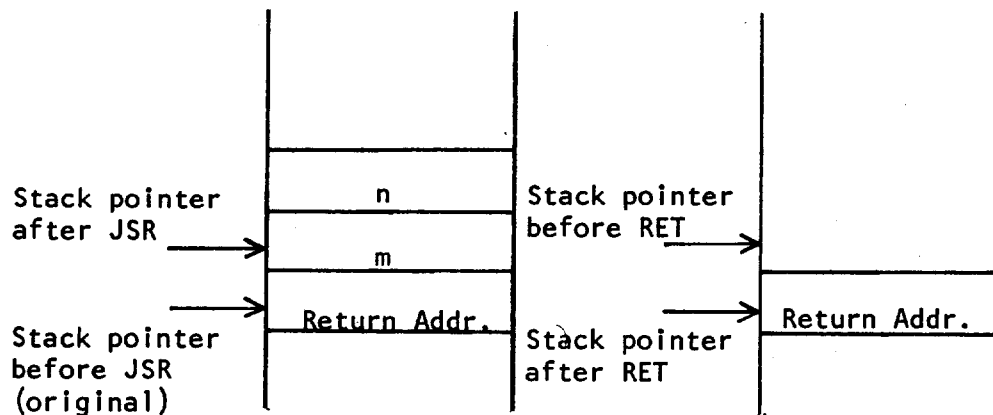 Stack pointer
after JSR
n
m
Return Addr.
Stack pointer
before JSR
(original)
Stack pointer
before RET
Return Addr.
Stack pointer
after RET